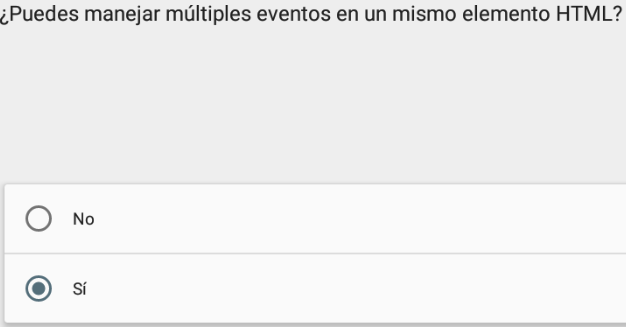 ¿Puedes manejar múltiples eventos en un mismo elemento HTML?
No
Sí